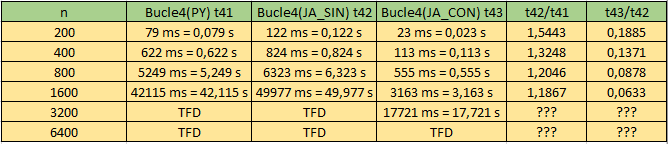 n Bucle4(PY) t41 Bucle4(JA_SIN) t42 Bucle4(JA_CON) t43 t42/t41 t43/t42
200 79 ms = 0,079 s 122 ms = 0,122 s 23 ms = 0,023 s 1,5443 0,1885
400 622 ms = 0,622 s 824 ms = 0,824 s 113 ms = 0,113 s 1,3248 0,1371
800 5249 ms = 5,249 s 6323 ms = 6,323 s 555 ms = 0,555 s 1,2046 0,0878
1600 42115 ms = 42,115 s 49977 ms = 49,977 s 3163 ms = 3,163 s 1,1867 0,0633
3200 TFD TFD 17721 ms = 17,721 s ??? ???
6400 TFD TFD TFD ??? ???